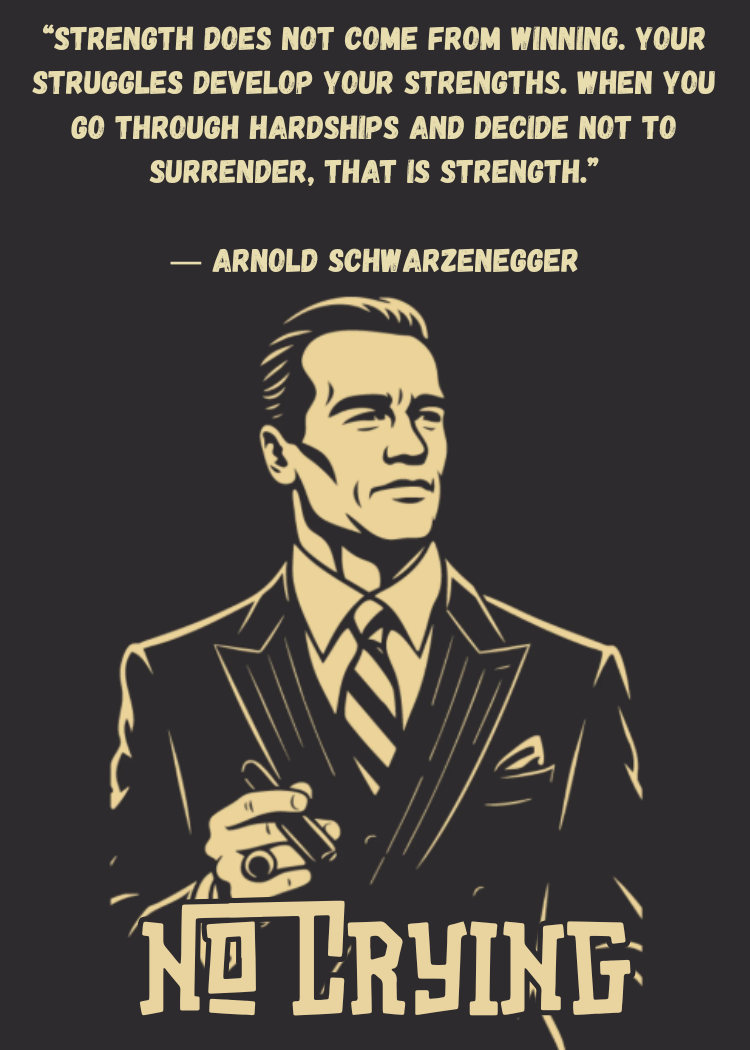 “STRENGTH DOES NOT COME FROM WINNING. YOUR
STRUGGLES DEVELOP YOUR STRENGTHS. WHEN YOU
GO THROUGH HARDSHIPS AND DECIDE NOT TO
SURRENDER, THAT IS STRENGTH.”
— ARNOLD SCHWARZENEGGER
NO CRYING